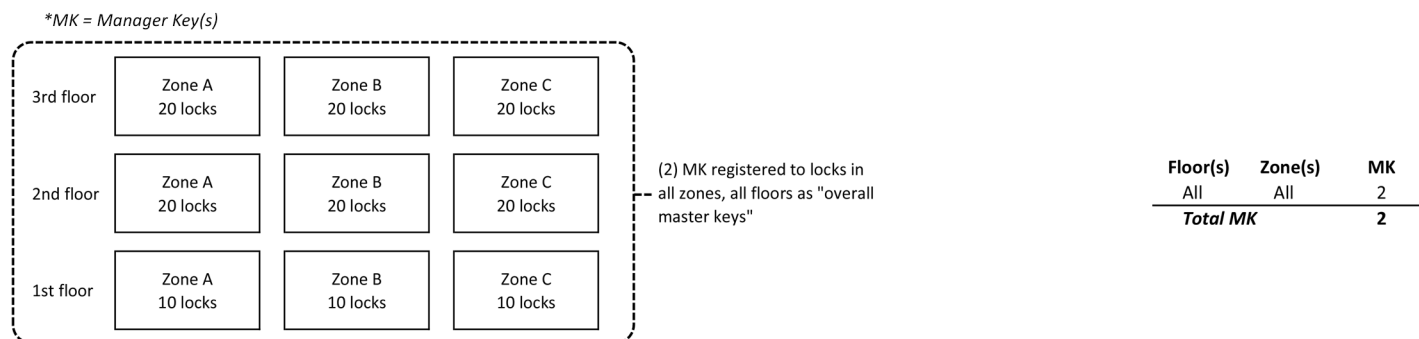 *MK = Manager Key(s)
3rd floor
Zone A
20 locks
Zone B
20 locks
Zone C
20 locks
2nd floor
Zone A
20 locks
Zone B
20 locks
Zone C
20 locks
1st floor
Zone A
10 locks
Zone B
10 locks
Zone C
10 locks
(2) MK registered to locks in
all zones, all floors as "overall
master keys"
Floor(s) Zone(s) MK
All All 2
Total MK 2